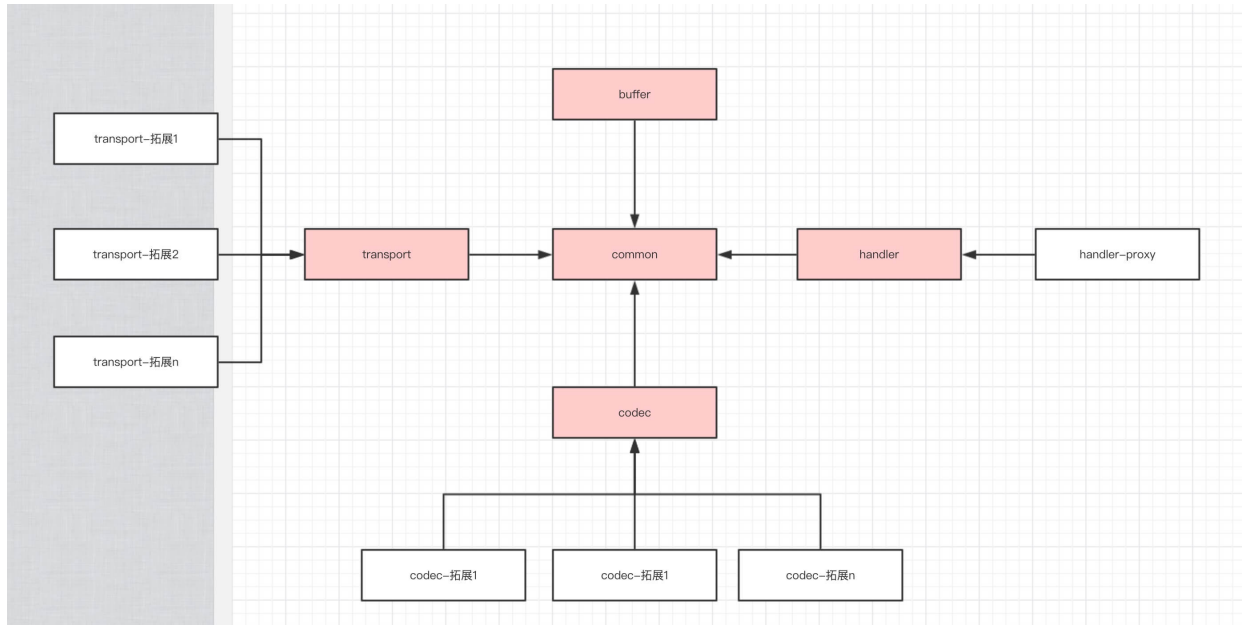 buffer
transport-拓展1
transport-拓展2
transport
common
handler
handler-proxy
transport-拓展n
codec
codec-拓展1
codec-拓展1
codec-拓展n